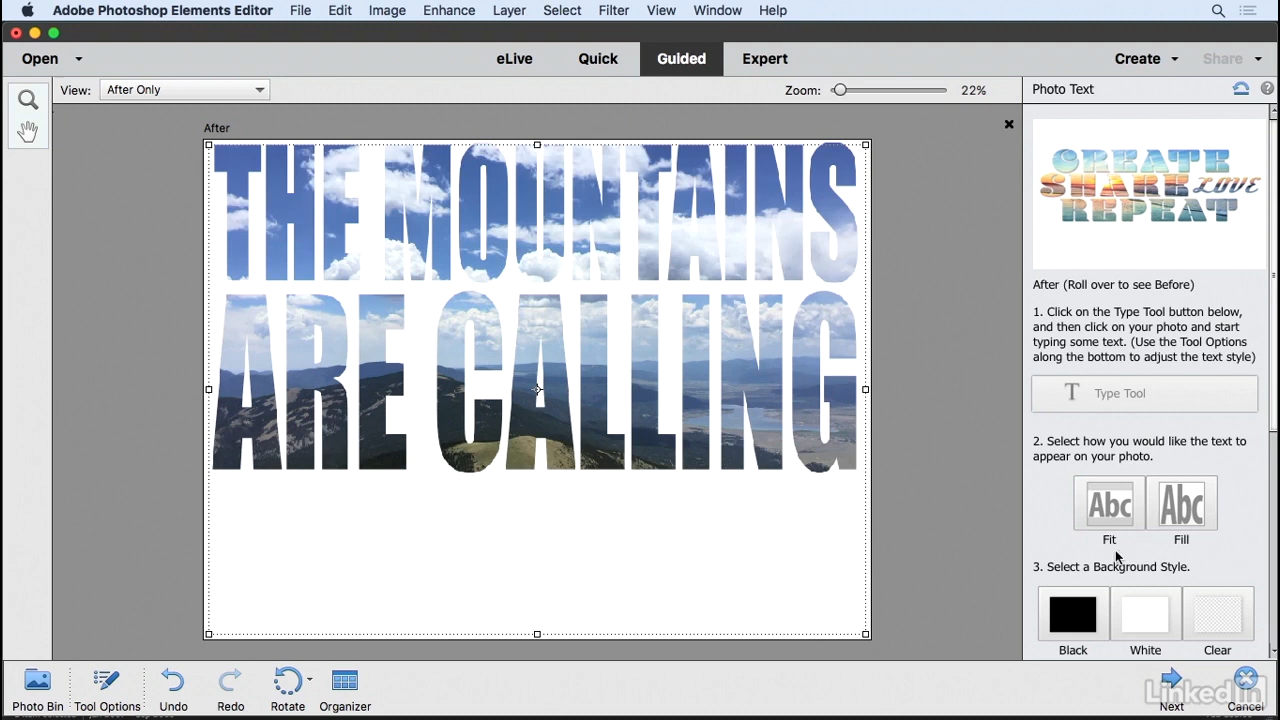 Adobe Photoshop Elements Editor File Edit Image Enhance Layer Select Filter View Window Help
Open eLive Quick Guided Expert Create Share
View: After Only Zoom: 22% Photo Text
After
THE MOUNTAINS
ARE CALLING
CREATE
SHARE LOVE
REPEAT
After (Roll over to see Before)
1. Click on the Type Tool button below,
and then click on your photo and start
typing some text. (Use the Tool Options
along the bottom to adjust the text style)
T Type Tool
2. Select how you would like the text to
appear on your photo.
Abc Abc
Fit Fill
3. Select a Background Style.
Black White Clear
Photo Bin Tool Options Undo Redo Rotate Organizer Next Cancel
LinkedIn